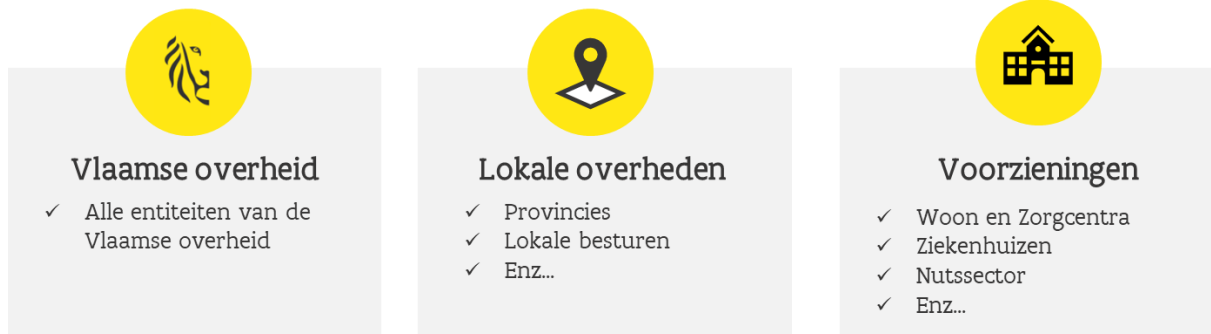 Vlaamse overheid
✓ Alle entiteiten van de
Vlaamse overheid
Lokale overheden
✓ Provincies
✓ Lokale besturen
✓ Enz...
Voorzieningen
✓ Woon en Zorgcentra
✓ Ziekenhuizen
✓ Nutssector
✓ Enz...